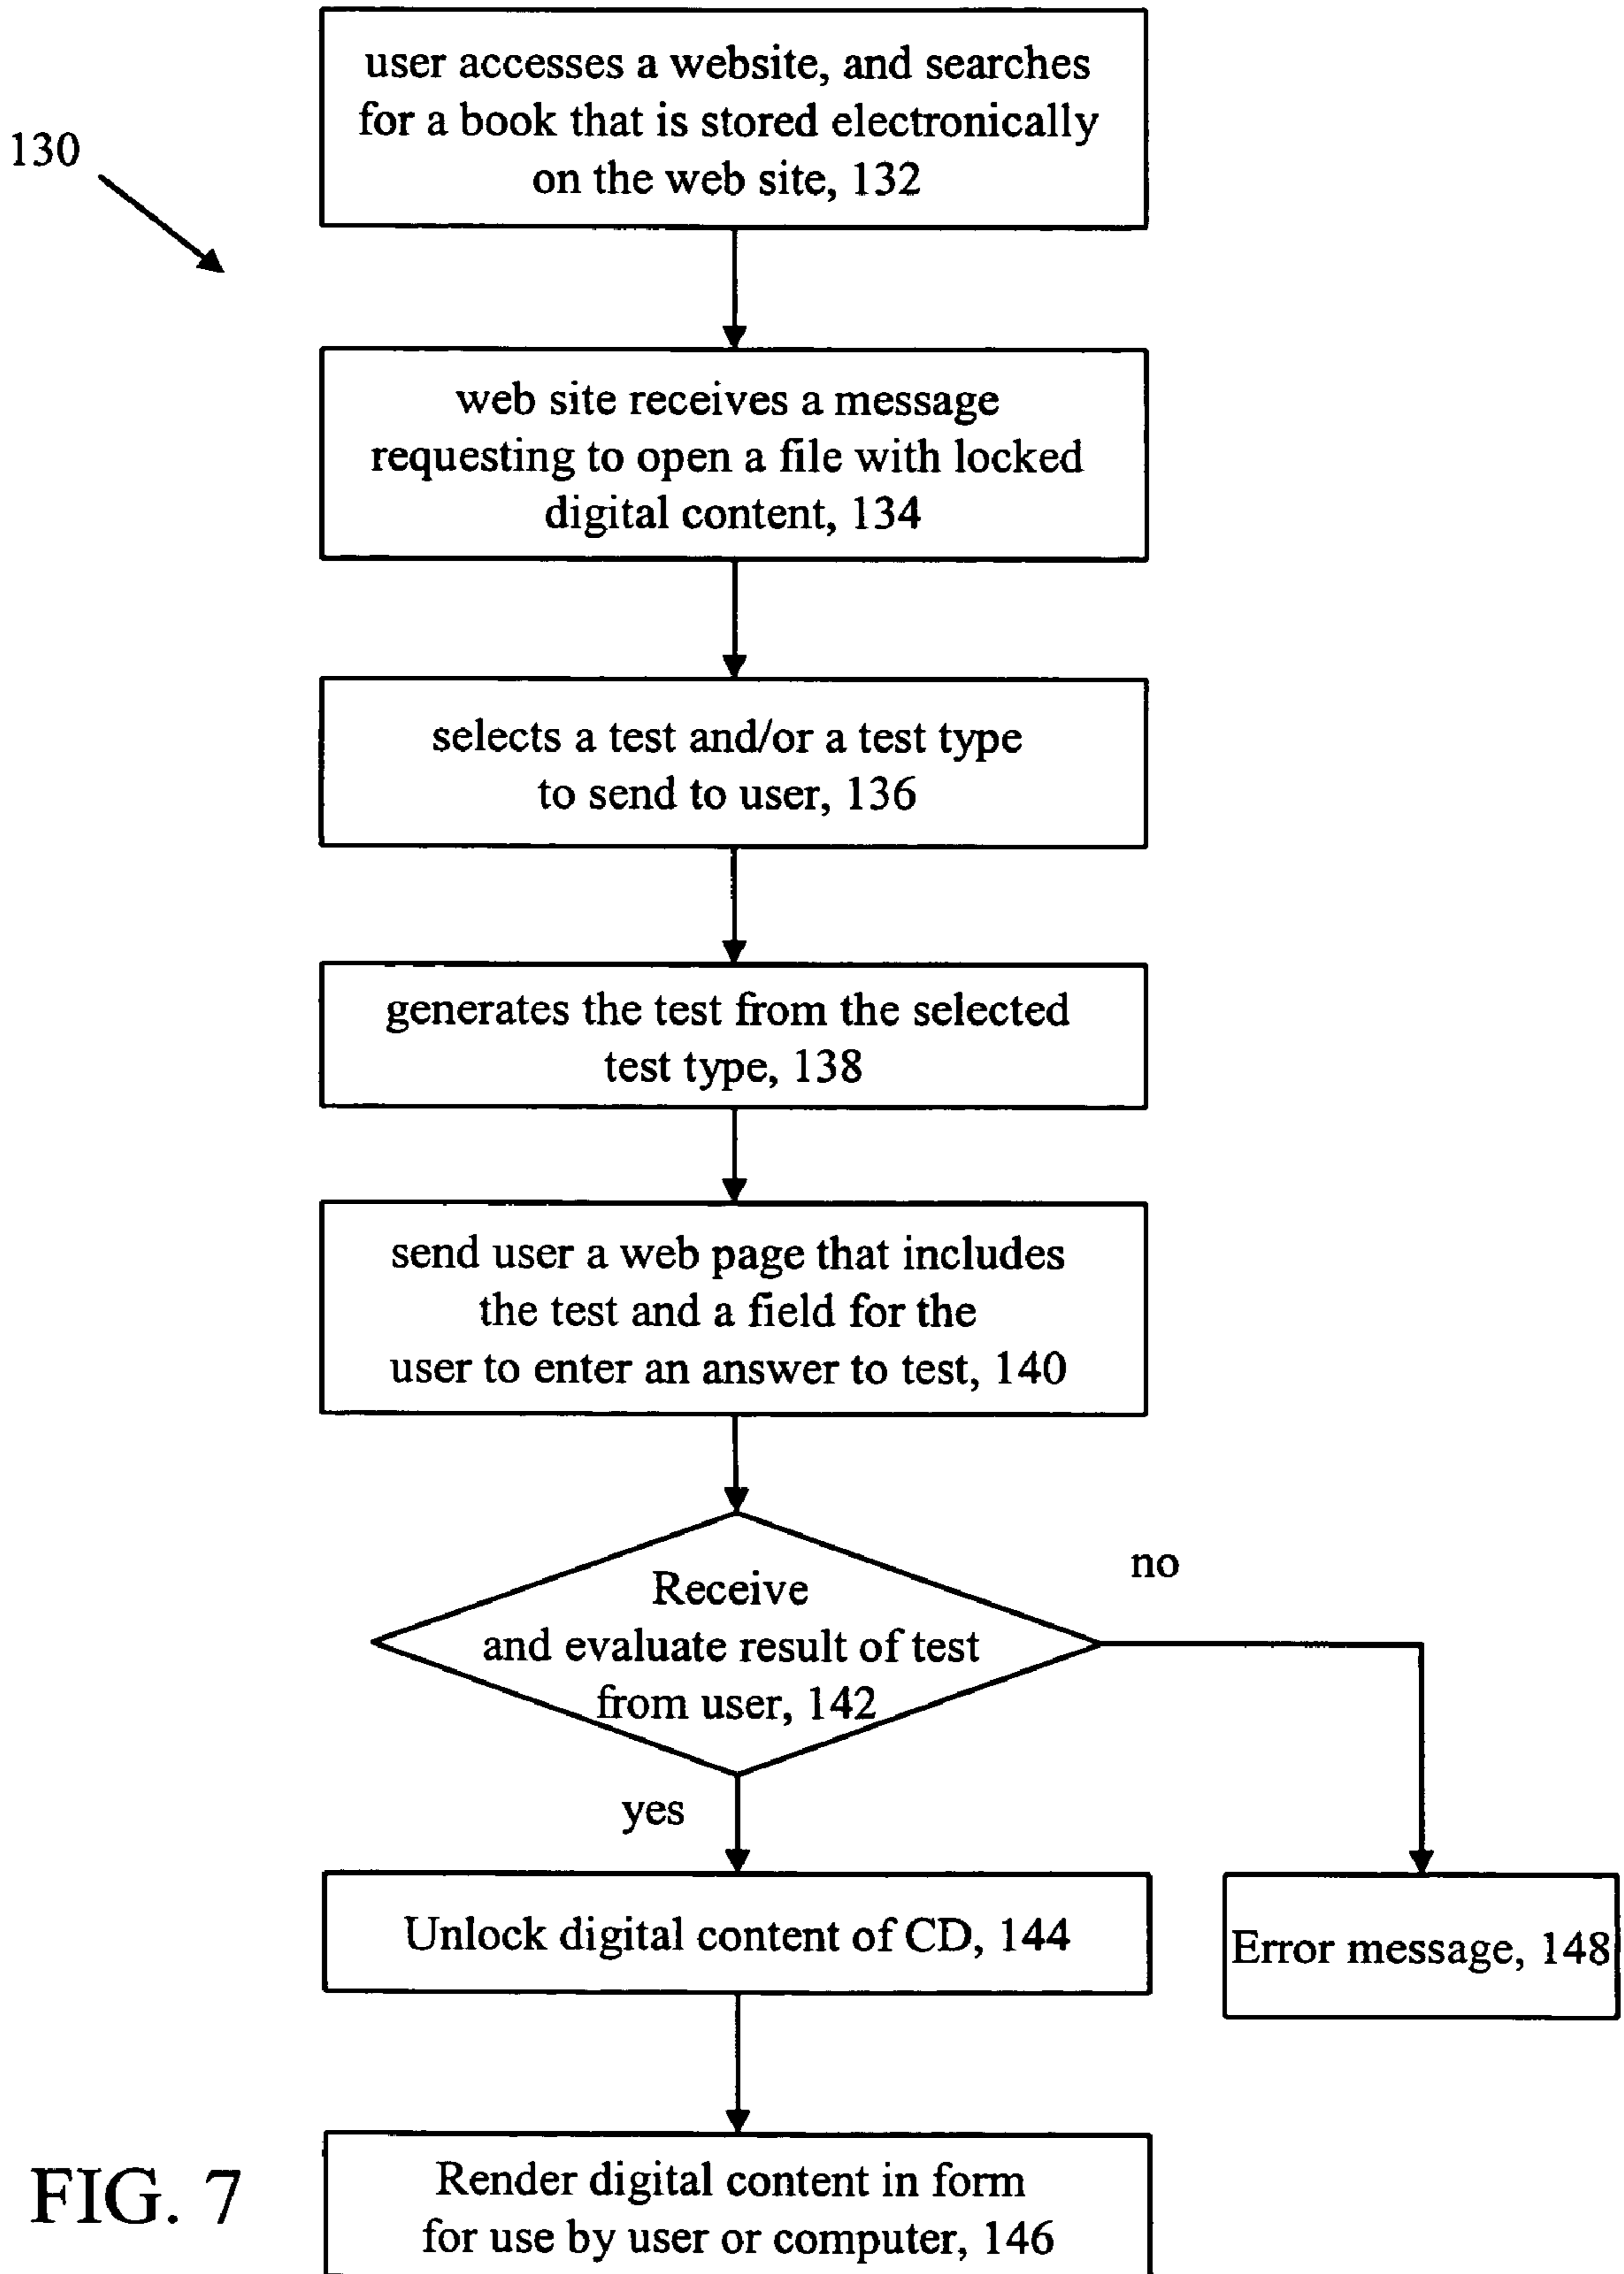 130
user accesses a website, and searches
for a book that is stored electronically
on the web site, 132
web site receives a message
requesting to open a file with locked
digital content, 134
selects a test and/or a test type
to send to user, 136
generates the test from the selected
test type, 138
send user a web page that includes
the test and a field for the
user to enter an answer to test, 140
Receive
and evaluate result of test
from user, 142
no
yes
Unlock digital content of CD, 144
Error message, 148
Render digital content in form
for use by user or computer, 146
FIG. 7